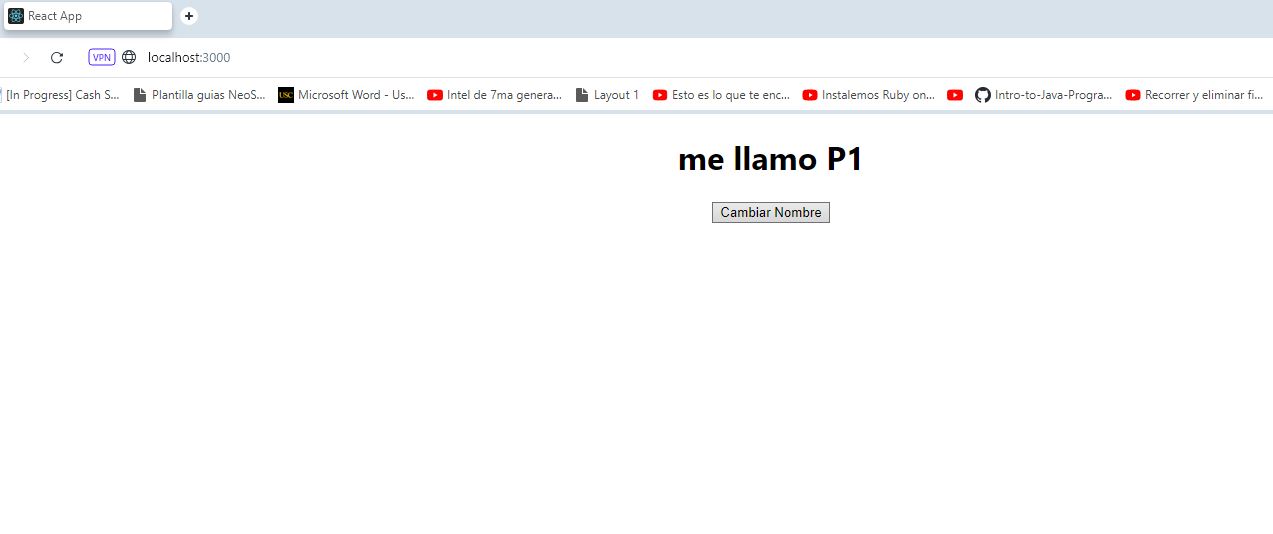 React App
VPN localhost:3000
[In Progress] Cash S... Plantilla guias NeoS... USC Microsoft Word - Us... Intel de 7ma genera... Layout 1 Esto es lo que te enc... Instalemos Ruby on... Intro-to-Java-Progra... Recorrer y eliminar fi...
me llamo P1
Cambiar Nombre